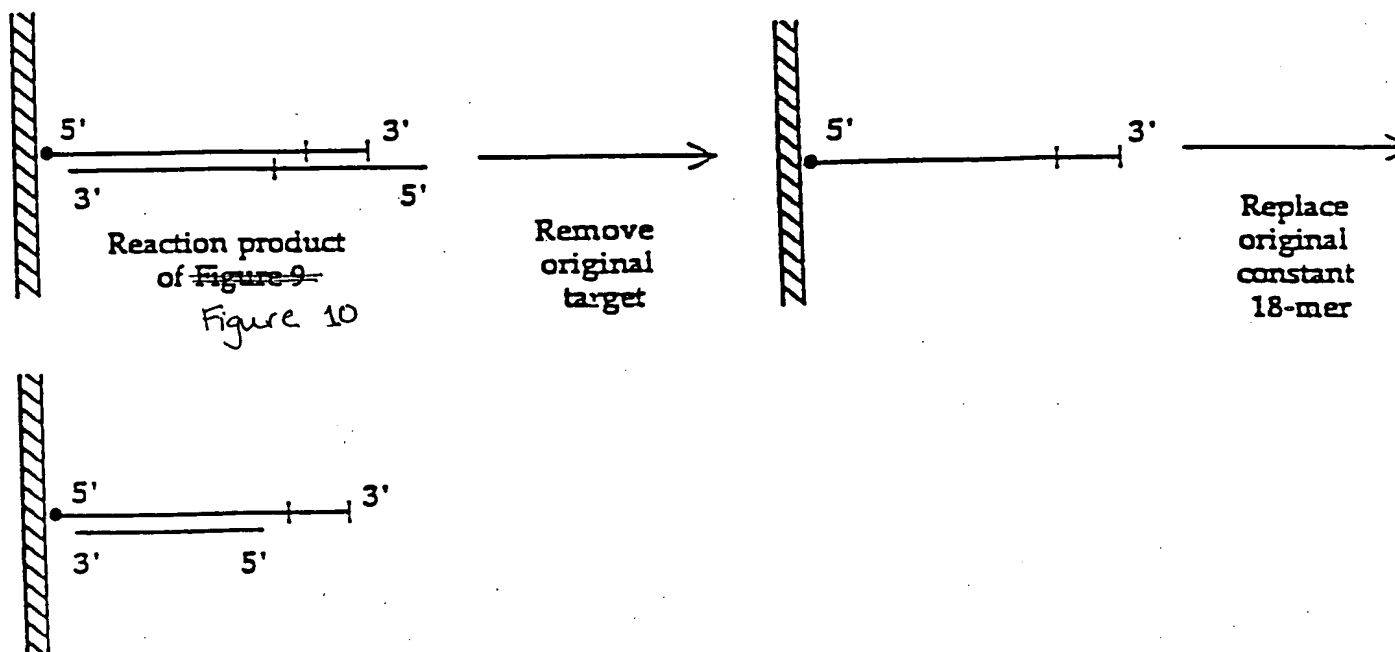 5'
3'
3'
5'
Reaction product
of Figure 9
Figure 10
Remove
original
target
5'
3'
Replace
original
constant
18-mer
5'
3'
3'
5'